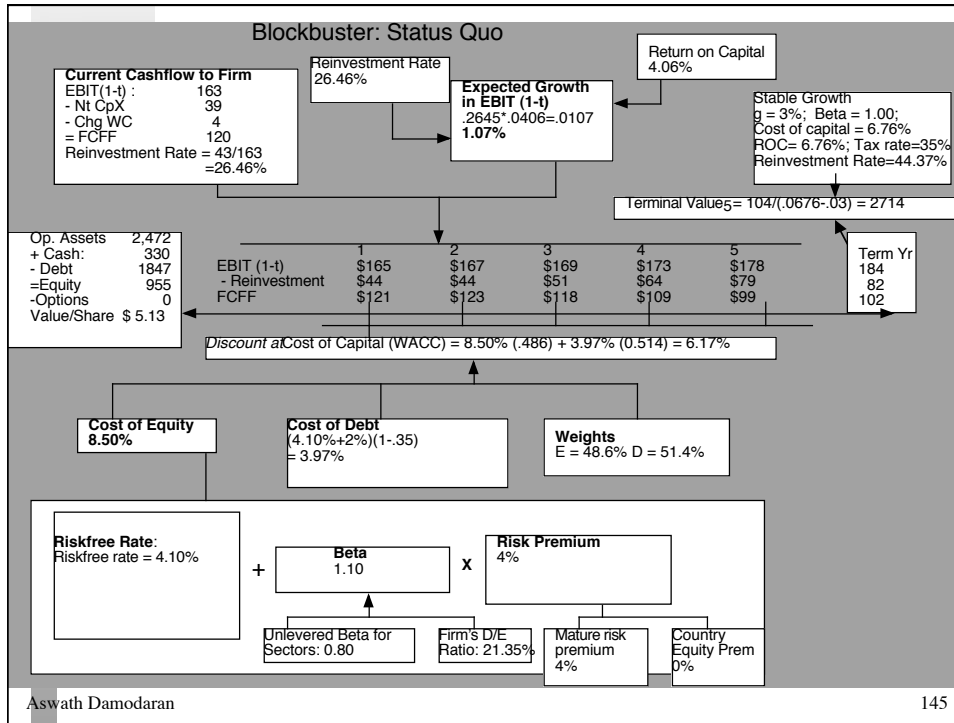 Blockbuster: Status Quo
Current Cashflow to Firm
EBIT(1-t) : 163
- Nt CpX 39
- Chg WC 4
= FCFF 120
Reinvestment Rate = 43/163
=26.46%
Reinvestment Rate
26.46%
Expected Growth
in EBIT (1-t)
.2645*.0406=.0107
1.07%
Return on Capital
4.06%
Stable Growth
g = 3%; Beta = 1.00;
Cost of capital = 6.76%
ROC= 6.76%; Tax rate=35%
Reinvestment Rate=44.37%
Terminal Value5= 104/(.0676-.03) = 2714
Op. Assets 2,472
+ Cash: 330
- Debt 1847
=Equity 955
-Options 0
Value/Share $ 5.13
1 2 3 4 5
EBIT (1-t) $165 $167 $169 $173 $178
- Reinvestment $44 $44 $51 $64 $79
FCFF $121 $123 $118 $109 $99
Term Yr
184
82
102
Discount at Cost of Capital (WACC) = 8.50% (.486) + 3.97% (0.514) = 6.17%
Cost of Equity
8.50%
Cost of Debt
(4.10%+2%)(1-.35)
= 3.97%
Weights
E = 48.6% D = 51.4%
Riskfree Rate:
Riskfree rate = 4.10%
+
Beta
1.10
X
Risk Premium
4%
Unlevered Beta for
Sectors: 0.80
Firm's D/E
Ratio: 21.35%
Mature risk
premium
4%
Country
Equity Prem
0%
Aswath Damodaran
145